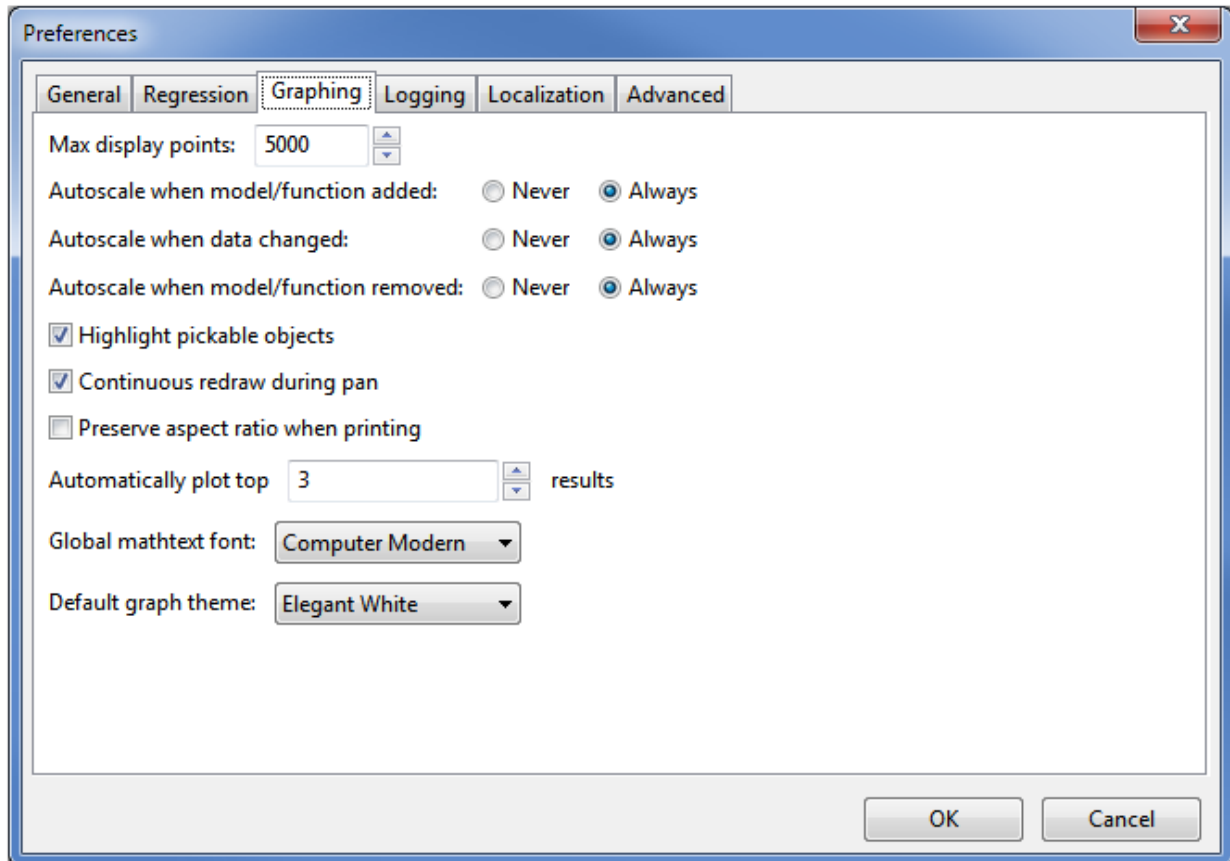 Preferences
General Regression Graphing Logging Localization Advanced
Max display points: 5000
Autoscale when model/function added: Never Always
Autoscale when data changed: Never Always
Autoscale when model/function removed: Never Always
Highlight pickable objects
Continuous redraw during pan
Preserve aspect ratio when printing
Automatically plot top 3 results
Global mathtext font: Computer Modern
Default graph theme: Elegant White
OK Cancel